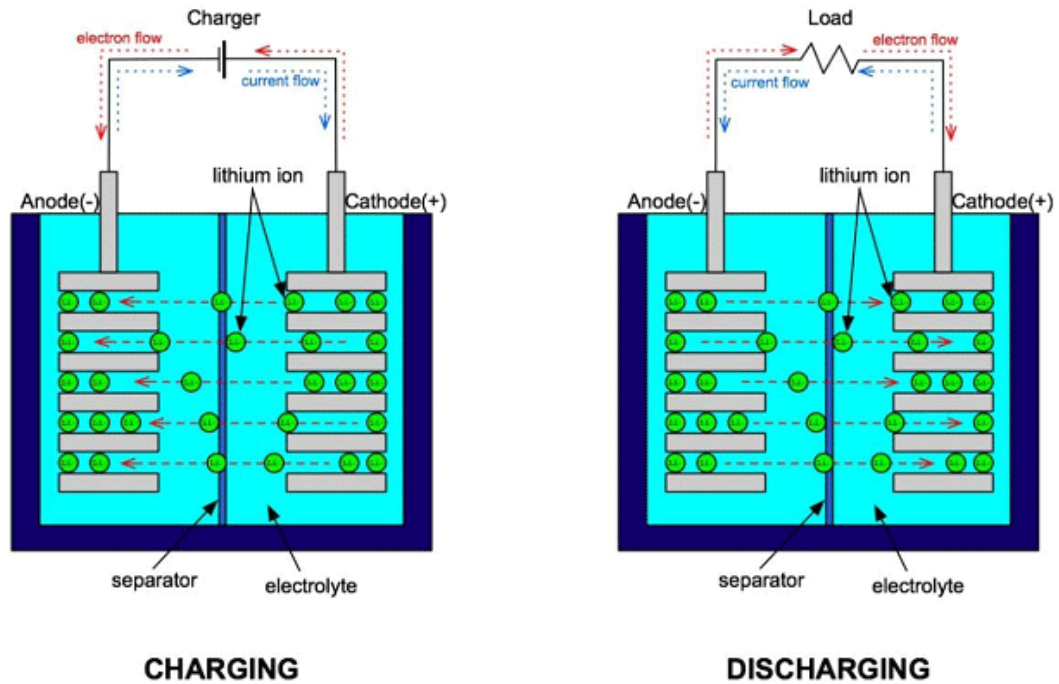 Charger
electron flow
current flow
lithium ion
Anode(-)
Cathode(+)
separator
electrolyte
CHARGING
Load
electron flow
current flow
lithium ion
Anode(-)
Cathode(+)
separator
electrolyte
DISCHARGING